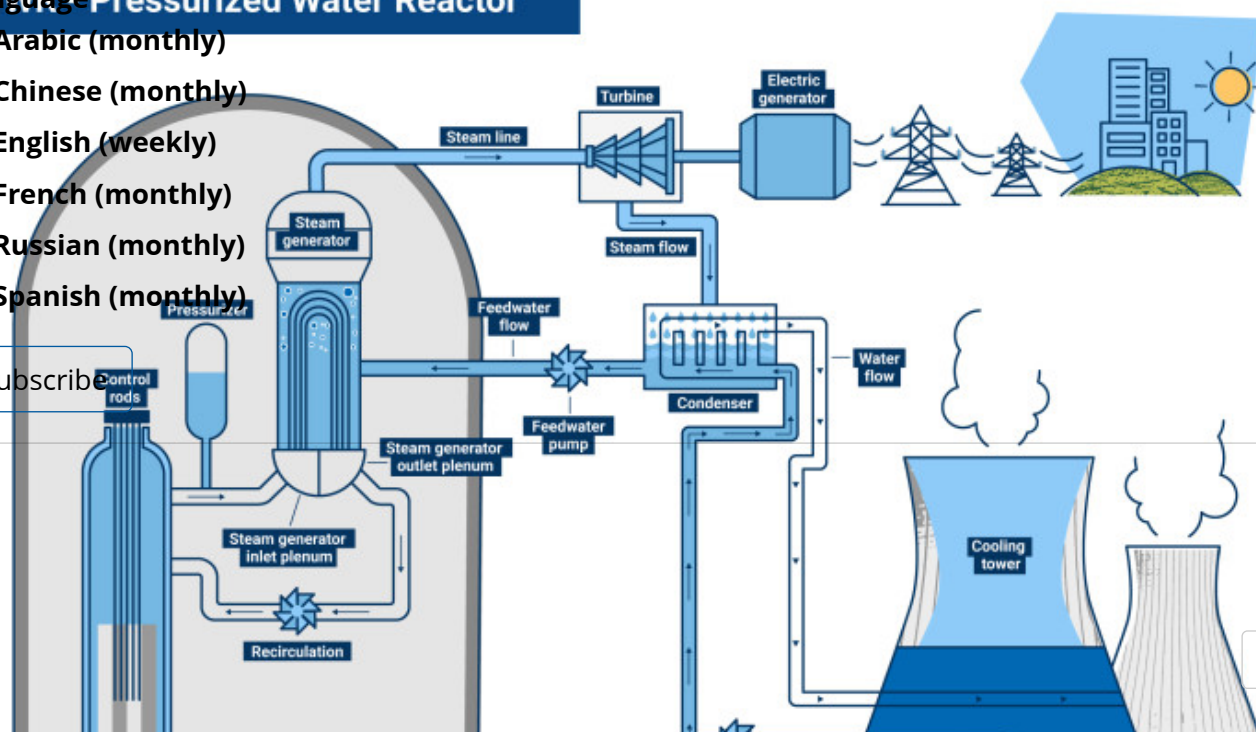 Pressurized Water Reactor
Arabic (monthly)
Chinese (monthly)
English (weekly)
French (monthly)
Russian (monthly)
Spanish (monthly)
ubscribe
Electric
generator
Turbine
Steam line
Steam
generator
Steam flow
Pressurizer
Feedwater
flow
Water
flow
Control
rods
Condenser
Feedwater
pump
Steam generator
outlet plenum
Steam generator
inlet plenum
Cooling
tower
Recirculation